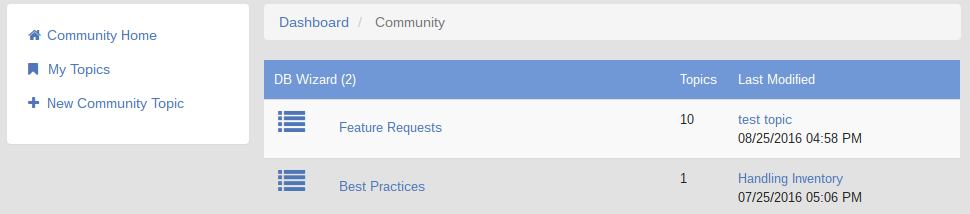 Community Home
My Topics
New Community Topic
Dashboard / Community
DB Wizard (2) Topics Last Modified
Feature Requests 10 test topic
08/25/2016 04:58 PM
Best Practices 1 Handling Inventory
07/25/2016 05:06 PM